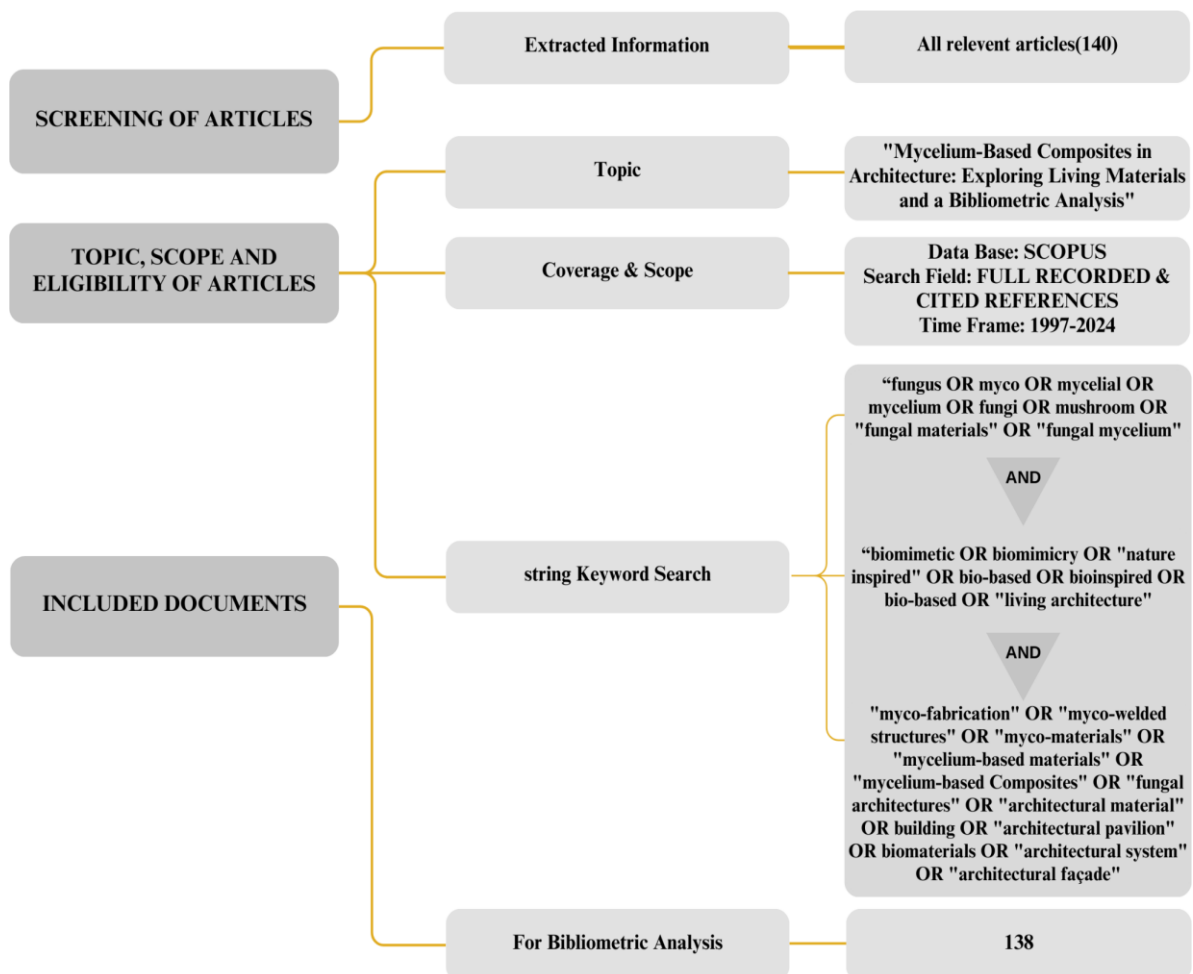 SCREENING OF ARTICLES
Extracted Information
All relevent articles(140)
TOPIC, SCOPE AND
ELIGIBILITY OF ARTICLES
Topic
"Mycelium-Based Composites in
Architecture: Exploring Living Materials
and a Bibliometric Analysis"
Coverage & Scope
Data Base: SCOPUS
Search Field: FULL RECORDED &
CITED REFERENCES
Time Frame: 1997-2024
string Keyword Search
“fungus OR myco OR mycelial OR
mycelium OR fungi OR mushroom OR
"fungal materials" OR "fungal mycelium"
AND
“biomimetic OR biomimicry OR "nature
inspired" OR bio-based OR bioinspired OR
bio-based OR "living architecture"
AND
"myco-fabrication" OR "myco-welded
structures" OR "myco-materials" OR
"mycelium-based materials" OR
"mycelium-based Composites" OR "fungal
architectures" OR "architectural material"
OR building OR "architectural pavilion"
OR biomaterials OR "architectural system"
OR "architectural façade"
INCLUDED DOCUMENTS
For Bibliometric Analysis
138